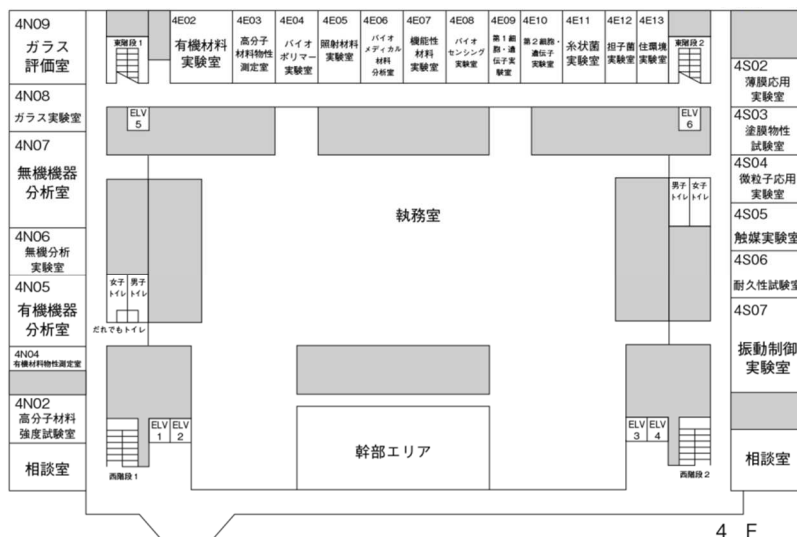 4N09
ガラス
評価室
4N08
ガラス実験室
4N07
無機機器
分析室
4N06
無機分析
実験室
4N05
有機機器
分析室
4N04
有機材料物性測定室
4N02
高分子材料
強度試験室
相談室
東階段1
4E02
有機材料
実験室
4E03
高分子
材料物性
測定室
4E04
バイオ
ポリマー
実験室
4E05
照射材料
実験室
4E06
バイオ
メディカル
材料
分析室
4E07
機能性
材料
実験室
4E08
バイオ
センシング
実験室
4E09
第1細
胞・遺
伝子実
験室
4E10
第2細胞・
遺伝子
実験室
4E11
糸状菌
実験室
4E12
担子菌
実験室
4E13
住環境
実験室
東階段2
4S02
薄膜応用
実験室
4S03
塗膜物性
試験室
4S04
微粒子応用
実験室
4S05
触媒実験室
4S06
耐久性試験室
4S07
振動制御
実験室
相談室
ELV
5
ELV
6
執務室
男子
トイレ
女子
トイレ
女子
トイレ
男子
トイレ
だれでもトイレ
ELV
1
ELV
2
西階段1
幹部エリア
ELV
3
ELV
4
西階段2
4 F